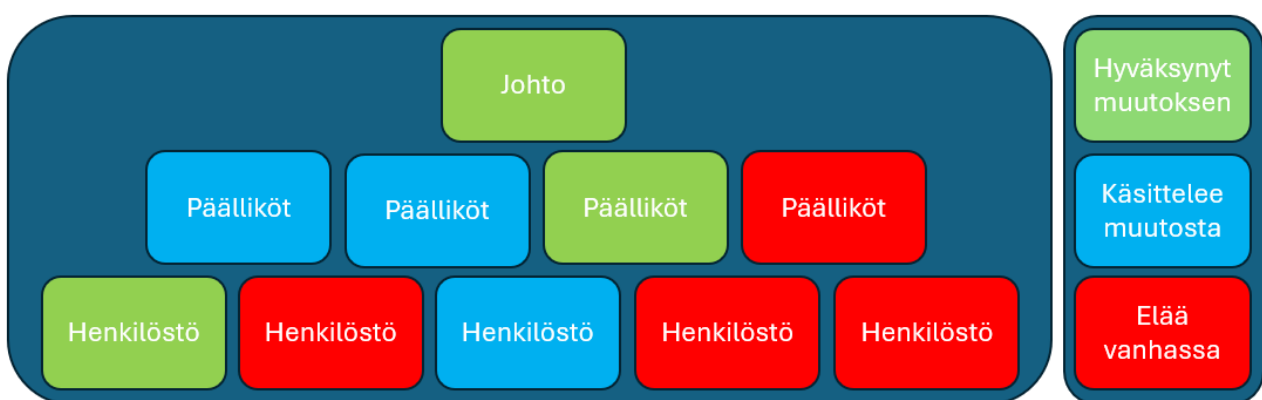 Johto
Päälliköt
Päälliköt
Päälliköt
Päälliköt
Henkilöstö
Henkilöstö
Henkilöstö
Henkilöstö
Henkilöstö
Hyväksynyt
muutoksen
Käsittelee
muutosta
Elää
vanhassa